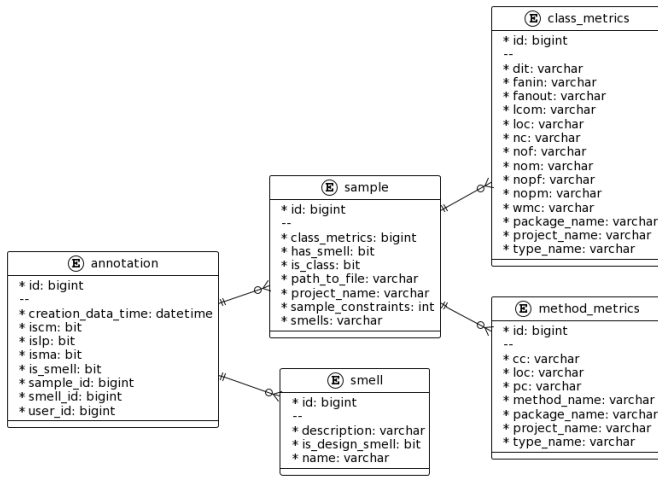 E class_metrics
* id: bigint
--
* dit: varchar
* fanin: varchar
* fanout: varchar
* lcom: varchar
* loc: varchar
* nc: varchar
* nof: varchar
* nom: varchar
* nopf: varchar
* nopm: varchar
* wmc: varchar
* package_name: varchar
* project_name: varchar
* type_name: varchar
E sample
* id: bigint
--
* class_metrics: bigint
* has_smell: bit
* is_class: bit
* path_to_file: varchar
* project_name: varchar
* sample_constraints: int
* smells: varchar
E annotation
* id: bigint
--
* creation_data_time: datetime
* iscm: bit
* islp: bit
* isma: bit
* is_smell: bit
* sample_id: bigint
* smell_id: bigint
* user_id: bigint
E method_metrics
* id: bigint
--
* cc: varchar
* loc: varchar
* pc: varchar
* method_name: varchar
* package_name: varchar
* project_name: varchar
* type_name: varchar
E smell
* id: bigint
--
* description: varchar
* is_design_smell: bit
* name: varchar